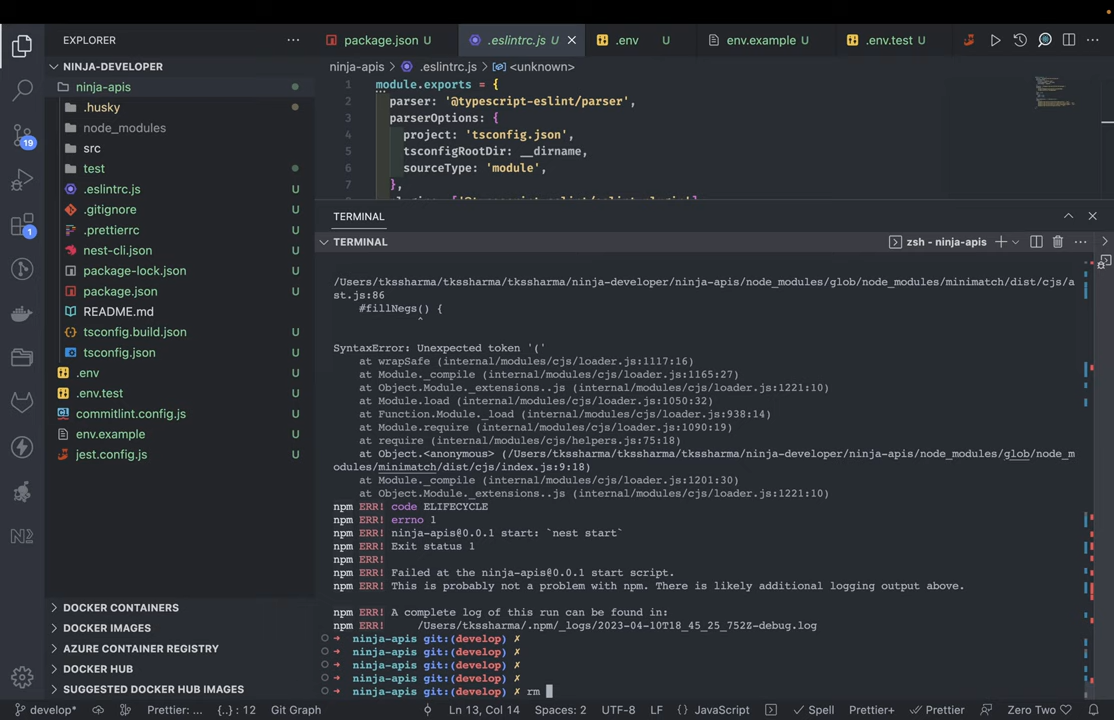 EXPLORER
NINJA-DEVELOPER
ninja-apis
.husky
node_modules
src
test
.eslintrc.js U
.gitignore U
.prettierrc U
nest-cli.json U
package-lock.json U
package.json U
README.md U
tsconfig.build.json U
tsconfig.json U
.env U
.env.test U
commitlint.config.js U
env.example U
jest.config.js U
DOCKER CONTAINERS
DOCKER IMAGES
AZURE CONTAINER REGISTRY
DOCKER HUB
SUGGESTED DOCKER HUB IMAGES
19
1
package.json U .eslintrc.js U .env U env.example U .env.test U
ninja-apis > .eslintrc.js > <unknown>
1 module.exports = {
2 parser: '@typescript-eslint/parser',
3 parserOptions: {
4 project: 'tsconfig.json',
5 tsconfigRootDir: __dirname,
6 sourceType: 'module',
7 },
TERMINAL
TERMINAL zsh - ninja-apis
/Users/tkssharma/tkssharma/tkssharma/ninja-developer/ninja-apis/node_modules/glob/node_modules/minimatch/dist/cjs/a
st.js:86
#fillNegs() {
^
SyntaxError: Unexpected token '('
at wrapSafe (internal/modules/cjs/loader.js:1117:16)
at Module._compile (internal/modules/cjs/loader.js:1165:27)
at Object.Module._extensions..js (internal/modules/cjs/loader.js:1221:10)
at Module.load (internal/modules/cjs/loader.js:1050:32)
at Function.Module._load (internal/modules/cjs/loader.js:938:14)
at Module.require (internal/modules/cjs/loader.js:1090:19)
at require (internal/modules/cjs/helpers.js:75:18)
at Object.<anonymous> (/Users/tkssharma/tkssharma/tkssharma/ninja-developer/ninja-apis/node_modules/glob/node_m
odules/minimatch/dist/cjs/index.js:9:18)
at Module._compile (internal/modules/cjs/loader.js:1201:30)
at Object.Module._extensions..js (internal/modules/cjs/loader.js:1221:10)
npm ERR! code ELIFECYCLE
npm ERR! errno 1
npm ERR! ninja-apis@0.0.1 start: `nest start`
npm ERR! Exit status 1
npm ERR!
npm ERR! Failed at the ninja-apis@0.0.1 start script.
npm ERR! This is probably not a problem with npm. There is likely additional logging output above.
npm ERR! A complete log of this run can be found in:
npm ERR! /Users/tkssharma/.npm/_logs/2023-04-10T18_45_25_752Z-debug.log
➜ ninja-apis git:(develop) ✗
➜ ninja-apis git:(develop) ✗
➜ ninja-apis git:(develop) ✗
➜ ninja-apis git:(develop) ✗
➜ ninja-apis git:(develop) ✗ rm
develop* Prettier: ... : 12 Git Graph Ln 13, Col 14 Spaces: 2 UTF-8 LF JavaScript Spell Prettier+ Prettier Zero Two